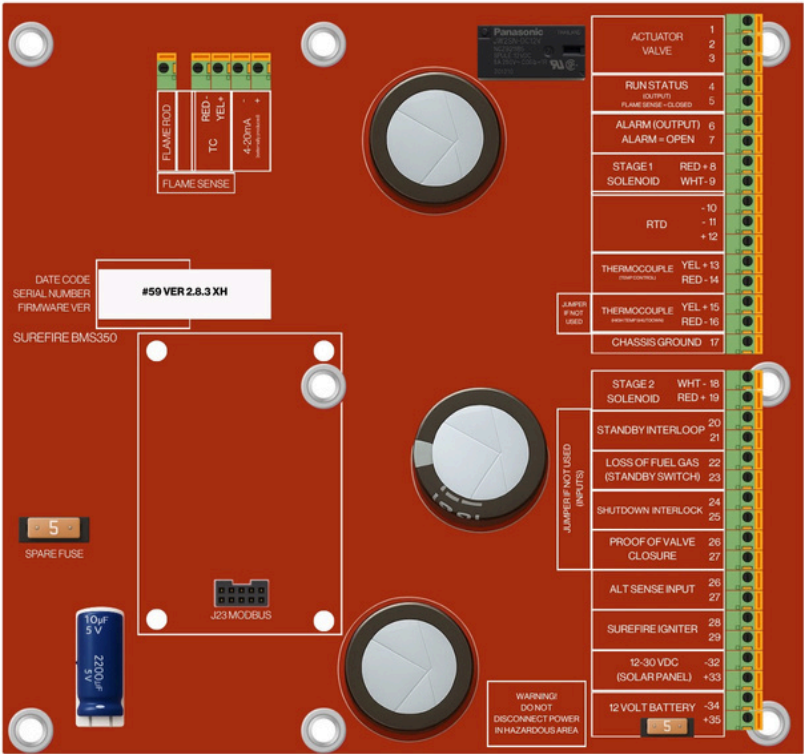 Panasonic
ACTUATOR 1
VALVE 2
3
RUN STATUS 4
(OUTPUT)
FLAME SENSE = CLOSED 5
ALARM (OUTPUT) 6
ALARM = OPEN 7
STAGE 1 RED + 8
SOLENOID WHT - 9
- 10
RTD - 11
+ 12
THERMOCOUPLE YEL + 13
(TEMP CONTROL) RED - 14
JUMPER
IF NOT
USED
THERMOCOUPLE YEL + 15
(HIGH TEMP SHUTDOWN) RED - 16
CHASSIS GROUND 17
FLAME ROD
RED -
YEL +
TC
- +
4-20mA
FLAME SENSE
DATE CODE
SERIAL NUMBER
FIRMWARE VER
#59 VER 2.8.3 XH
SUREFIRE BMS350
STAGE 2 WHT - 18
SOLENOID RED + 19
STANDBY INTERLOOP 20
21
LOSS OF FUEL GAS 22
(STANDBY SWITCH) 23
SHUTDOWN INTERLOCK 24
25
PROOF OF VALVE 26
CLOSURE 27
JUMPER IF NOT USED
(INPUTS)
ALT SENSE INPUT 26
27
SUREFIRE IGNITER 28
29
12-30 VDC -32
(SOLAR PANEL) +33
12 VOLT BATTERY -34
+35
5
5
SPARE FUSE
J23 MODBUS
10µF
5 V
2200µF
5V
WARNING!
DO NOT
DISCONNECT POWER
IN HAZARDOUS AREA